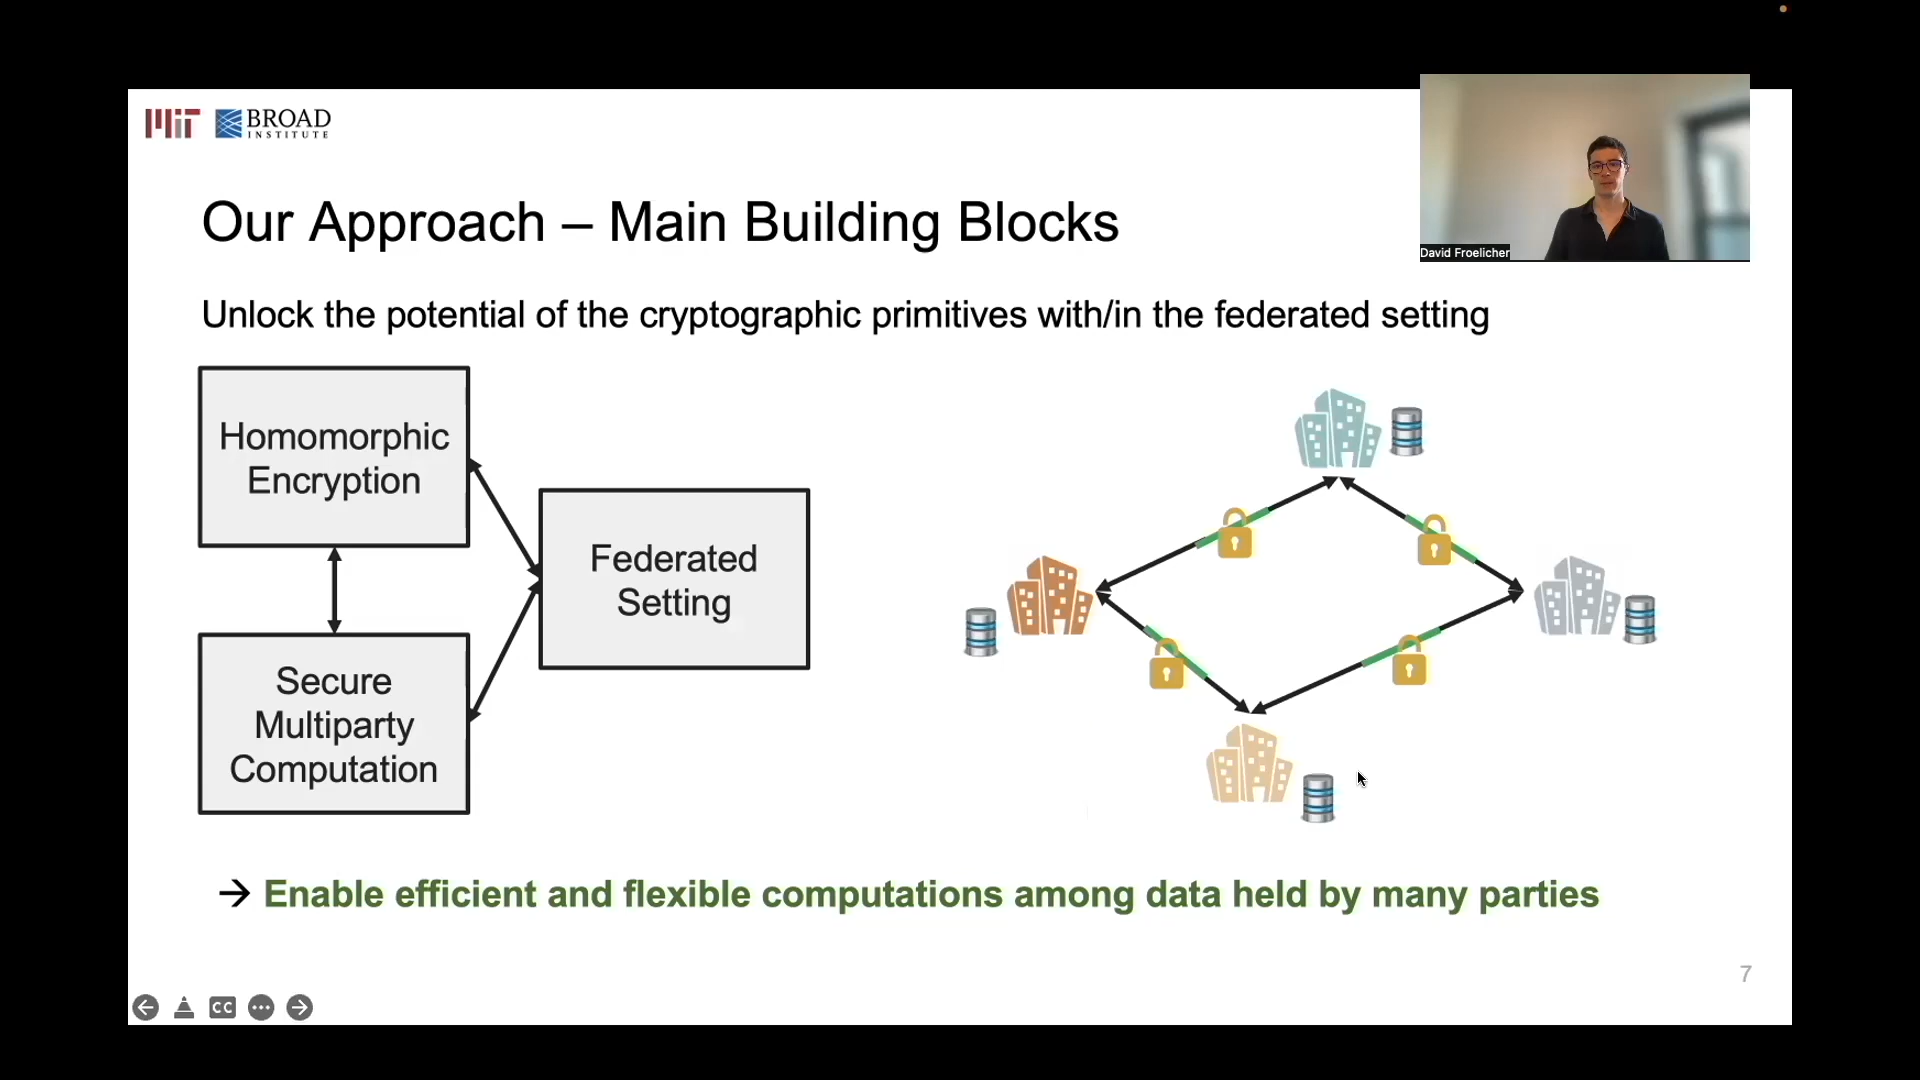 MIT BROAD
INSTITUTE
David Froelicher
Our Approach – Main Building Blocks
Unlock the potential of the cryptographic primitives with/in the federated setting
Homomorphic
Encryption
Federated
Setting
Secure
Multiparty
Computation
→ Enable efficient and flexible computations among data held by many parties
7
CC